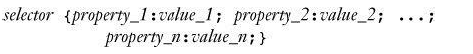 selector {property_1:value_1; property_2:value_2; ...;
property_n:value_n;}